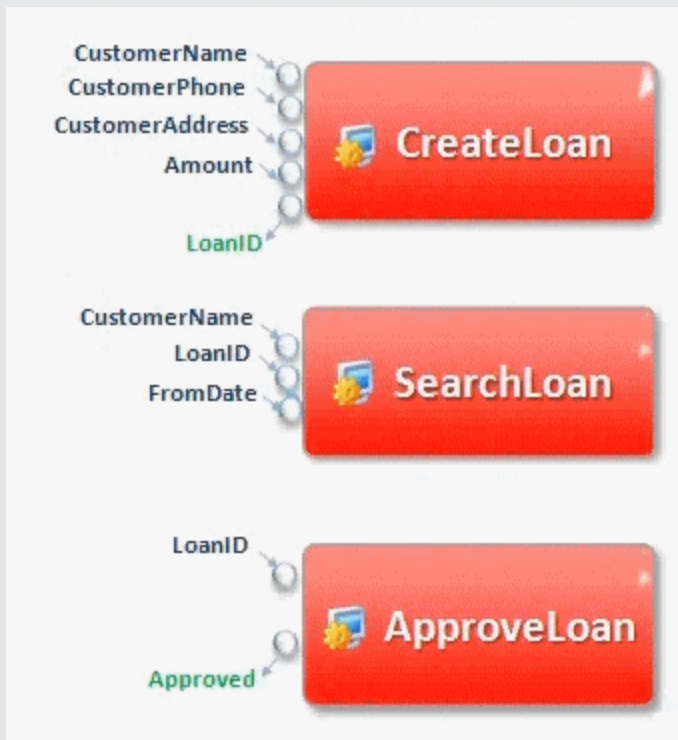 CustomerName
CustomerPhone
CustomerAddress
Amount
LoanID
CreateLoan
CustomerName
LoanID
FromDate
SearchLoan
LoanID
Approved
ApproveLoan